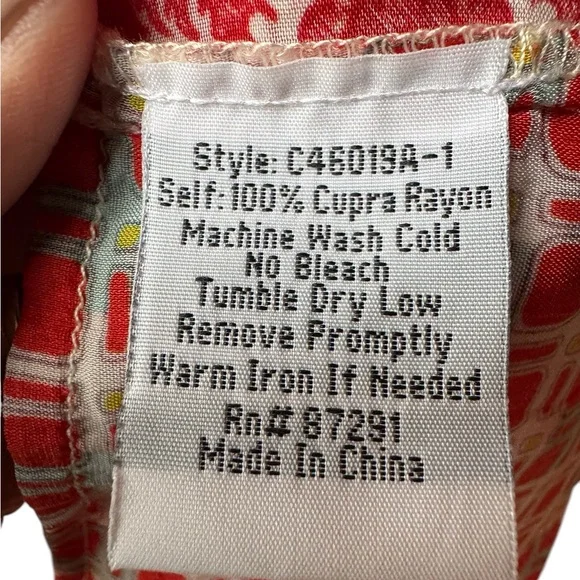 Style: C46019A-1
Self: 100% Cupra Rayon
Machine Wash Cold
No Bleach
Tumble Dry Low
Remove Promptly
Warm Iron If Needed
Rn# 87291
Made In China